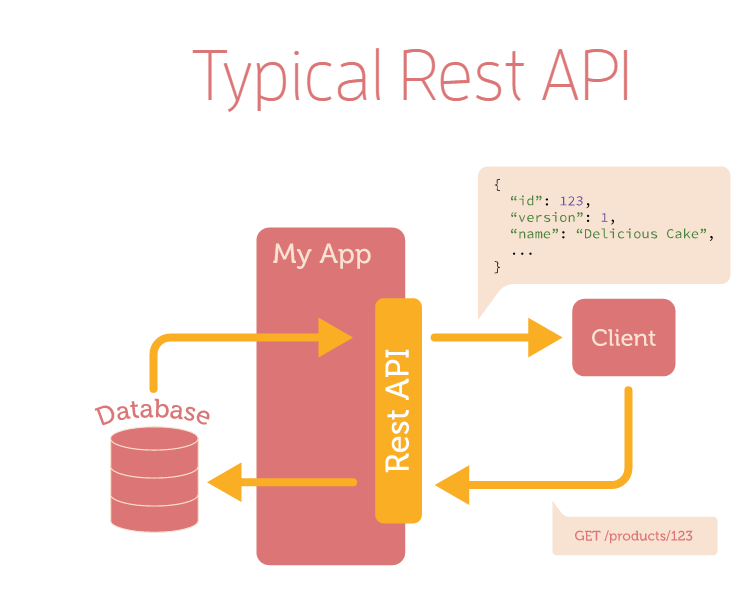 Typical Rest API
{
“id”: 123,
“version”: 1,
“name”: “Delicious Cake”,
...
}
My App
Rest API
Client
Database
GET /products/123